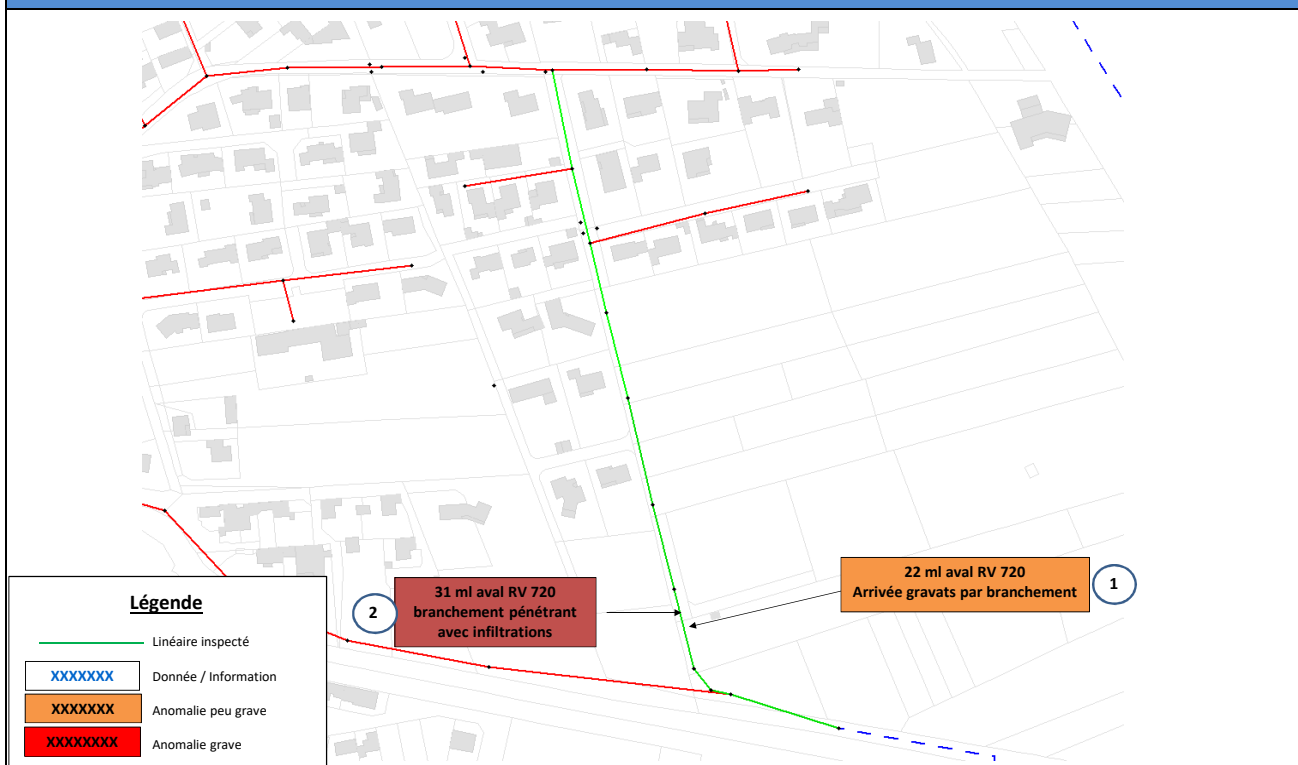 22 ml aval RV 720
Arrivée gravats par branchement
1
31 ml aval RV 720
branchement pénétrant
avec infiltrations
2
Légende
Linéaire inspecté
XXXXXXX
Donnée / Information
XXXXXXX
Anomalie peu grave
XXXXXXXX
Anomalie grave